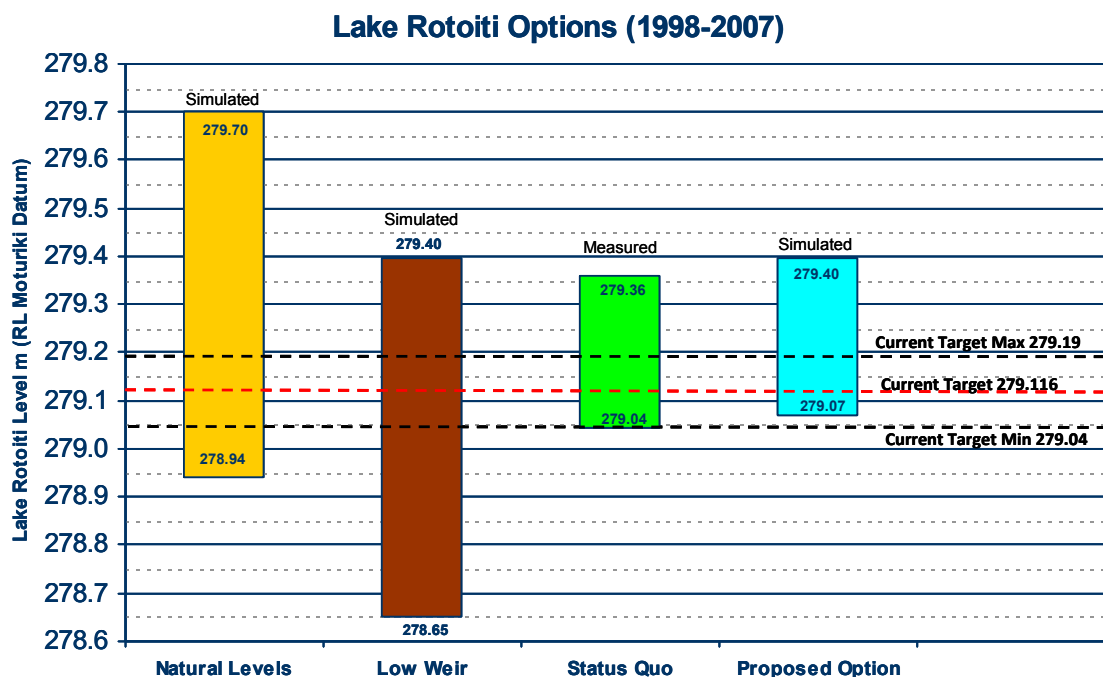 Lake Rotoiti Options (1998-2007)
Lake Rotoiti Level m (RL Moturiki Datum)
279.8
279.7
279.6
279.5
279.4
279.3
279.2
279.1
279.0
278.9
278.8
278.7
278.6
Simulated
279.70
278.94
Simulated
279.40
278.65
Measured
279.36
279.04
Simulated
279.40
279.07
Current Target Max 279.19
Current Target 279.116
Current Target Min 279.04
Natural Levels
Low Weir
Status Quo
Proposed Option